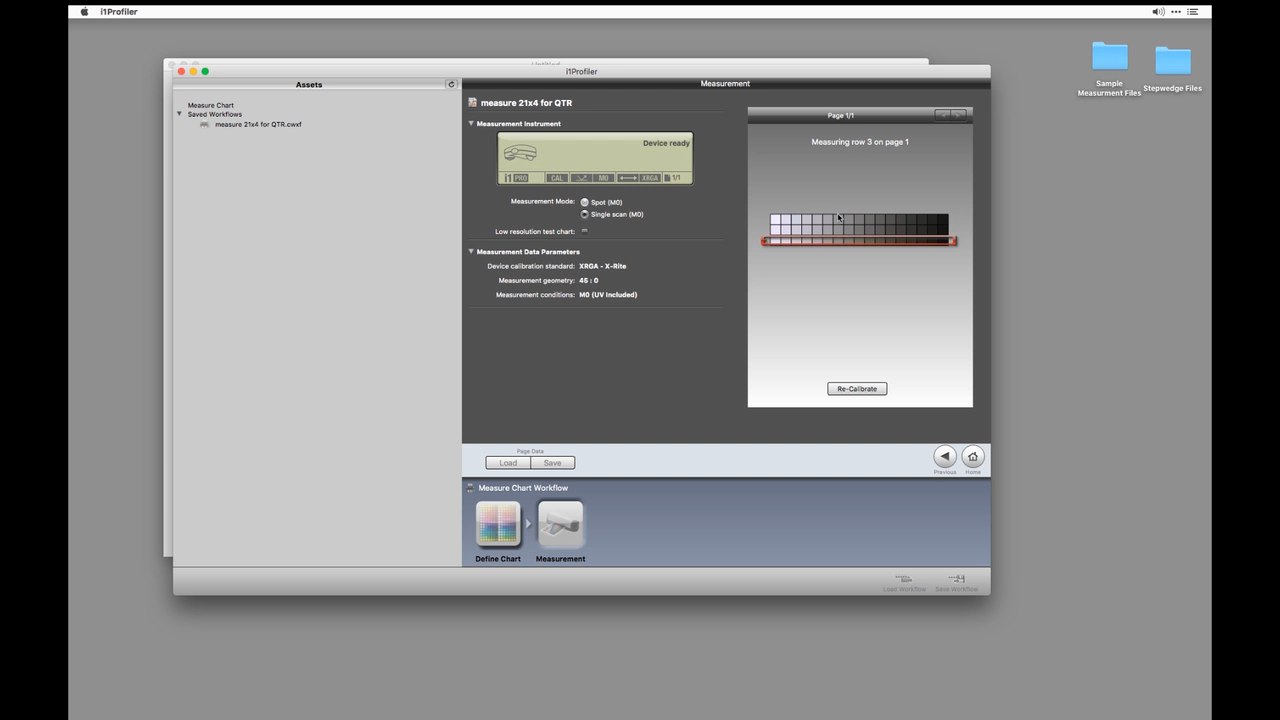 i1Profiler
Sample
Measurment Files
Stepwedge Files
i1Profiler
Assets
Measurement
Measure Chart
Saved Workflows
measure 21x4 for QTR.cwxf
measure 21x4 for QTR
Measurement Instrument
Device ready
i1 PRO CAL M0 XRGA 1/1
Measurement Mode: Spot (M0)
Single scan (M0)
Low resolution test chart:
Measurement Data Parameters
Device calibration standard: XRGA - X-Rite
Measurement geometry: 45 : 0
Measurement conditions: M0 (UV Included)
Page 1/1
Measuring row 3 on page 1
Re-Calibrate
Page Data
Load Save
Previous Home
Measure Chart Workflow
Define Chart Measurement
Load Workflow Save Workflow